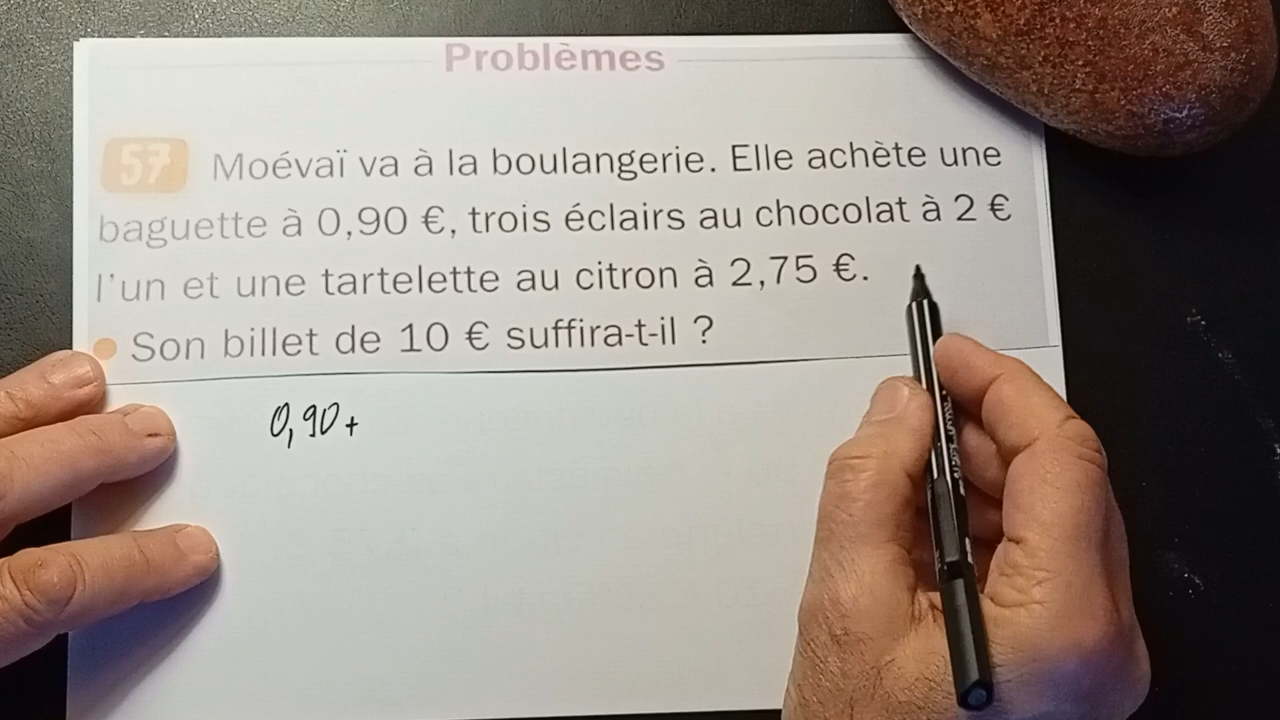 Problèmes
57 Moévaï va à la boulangerie. Elle achète une
baguette à 0,90 €, trois éclairs au chocolat à 2 €
l'un et une tartelette au citron à 2,75 €.
Son billet de 10 € suffira-t-il ?
0,90+